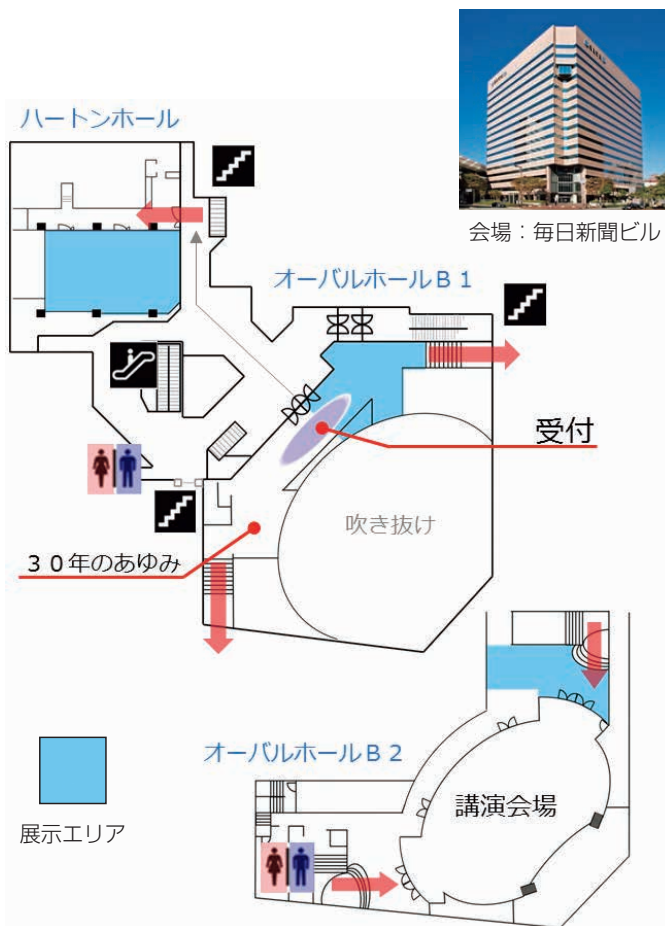 ハートンホール
会場：毎日新聞ビル
オーバルホールＢ１
受付
吹き抜け
３０年のあゆみ
オーバルホールＢ２
講演会場
展示エリア